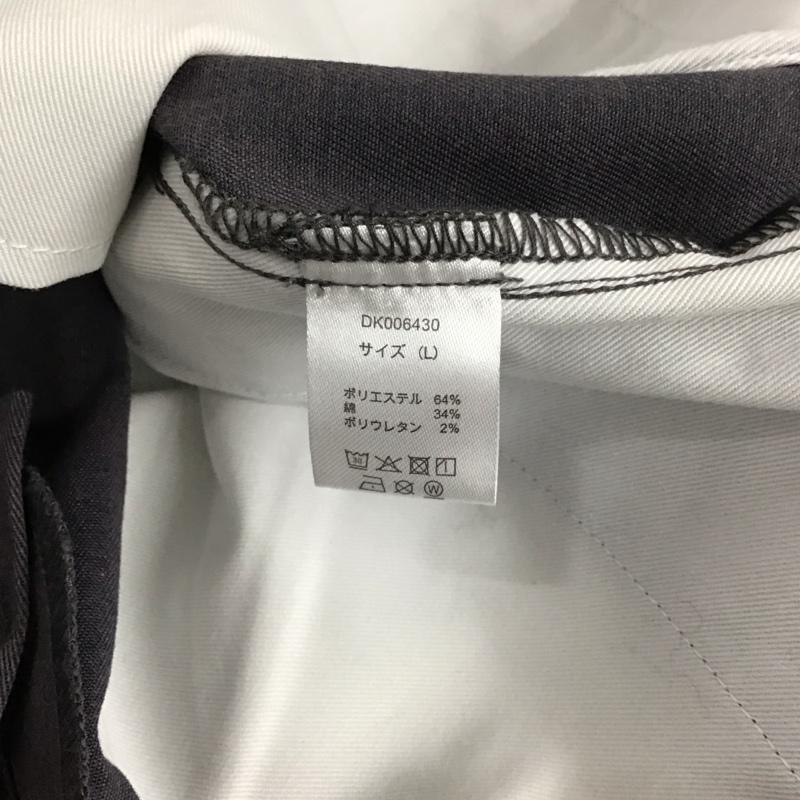 DK006430
サイズ (L)
ポリエステル 64%
綿 34%
ポリウレタン 2%
30
W